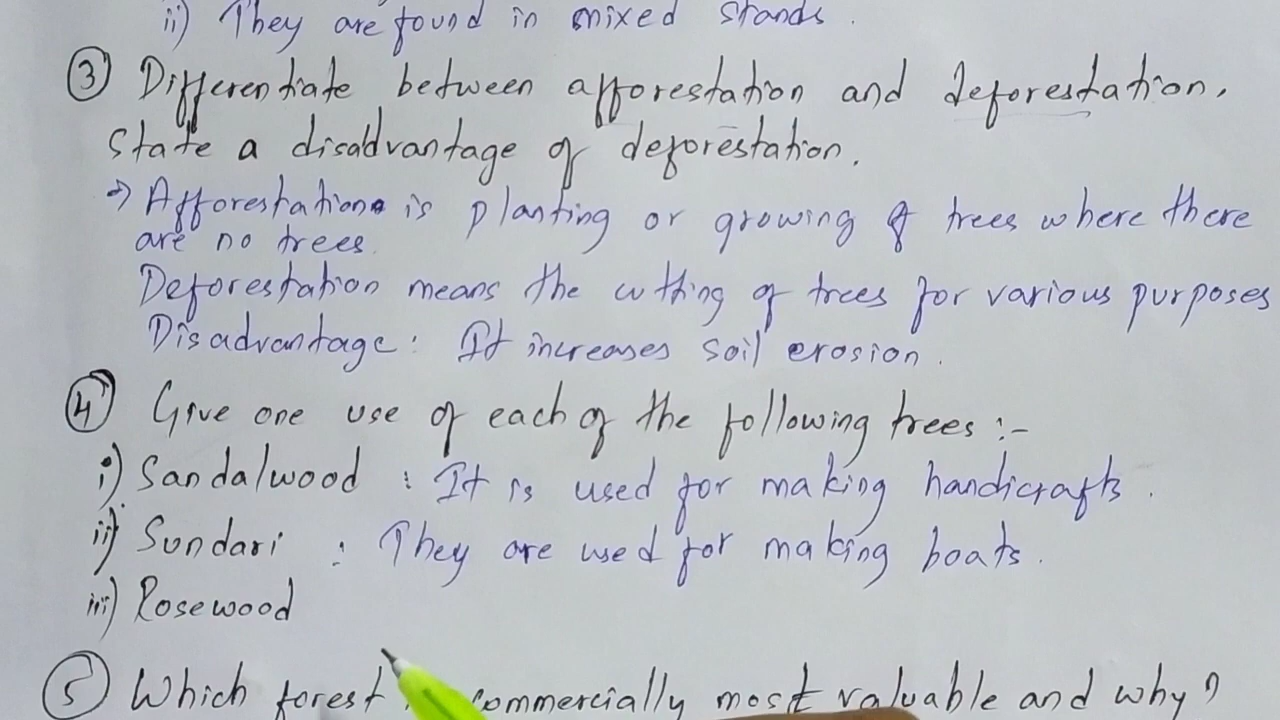 ii) They are found in mixed stands.
③ Differentiate between afforestation and deforestation.
State a disadvantage of deforestation.
→ Afforestation is planting or growing of trees where there
are no trees.
Deforestation means the cutting of trees for various purposes
Disadvantage: It increases soil erosion.
④ Give one use of each of the following trees :-
i) Sandalwood : It is used for making handicrafts.
ii) Sundari : They are used for making boats.
iii) Rosewood
⑤ Which forest commercially most valuable and why?